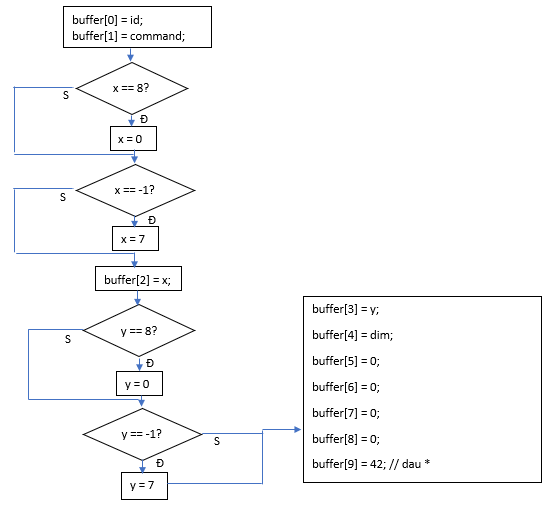 buffer[0] = id;
buffer[1] = command;
x == 8?
S
Đ
x = 0
x == -1?
S
Đ
x = 7
buffer[2] = x;
y == 8?
S
Đ
y = 0
y == -1?
S
Đ
y = 7
buffer[3] = y;
buffer[4] = dim;
buffer[5] = 0;
buffer[6] = 0;
buffer[7] = 0;
buffer[8] = 0;
buffer[9] = 42; // dau *